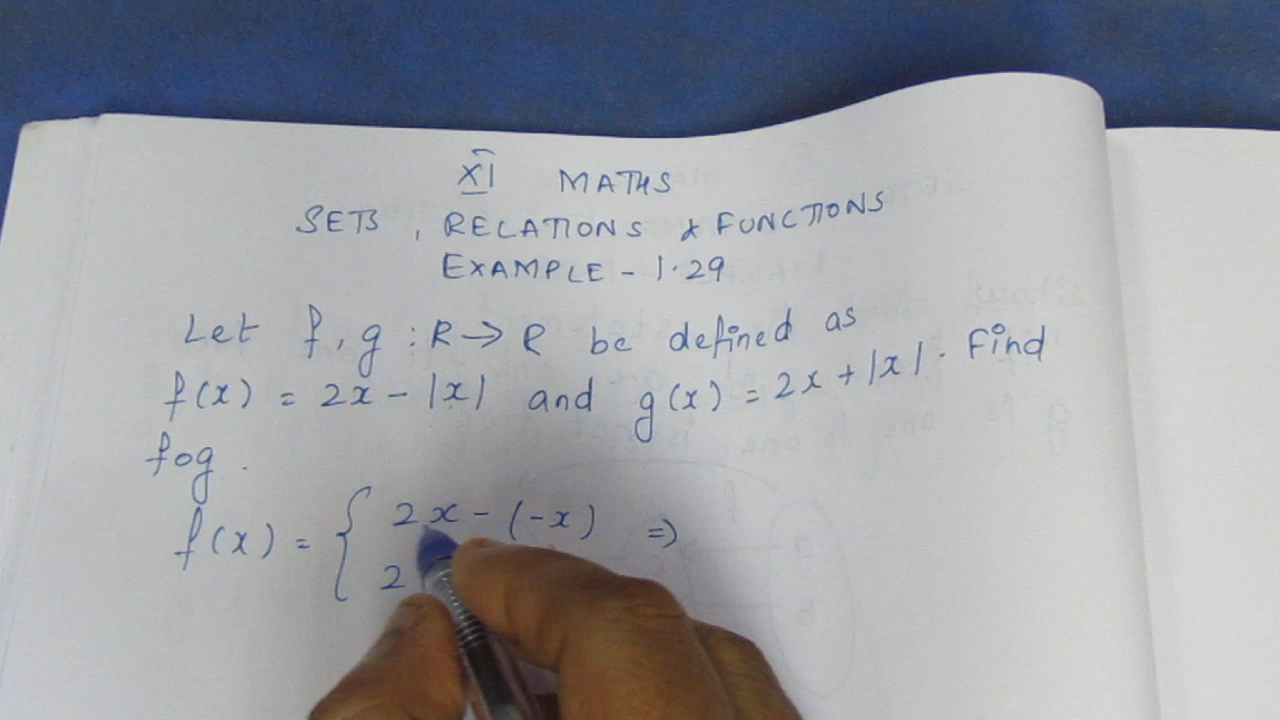 XI MATHS
SETS, RELATIONS & FUNCTIONS
EXAMPLE - 1.29
Let f, g : R → R be defined as
f(x) = 2x - |x| and g(x) = 2x + |x|. Find
fog.
f(x) = { 2x - (-x) ⇒
2